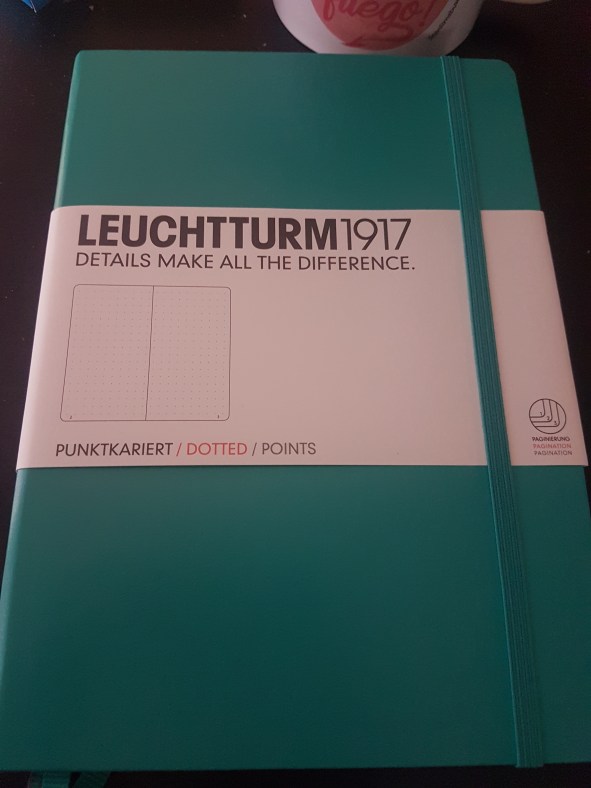 fuego!
LEUCHTTURM1917
DETAILS MAKE ALL THE DIFFERENCE.
PUNKTKARIERT / DOTTED / POINTS
PAGINIERUNG
PAGINATION
PAGINATION